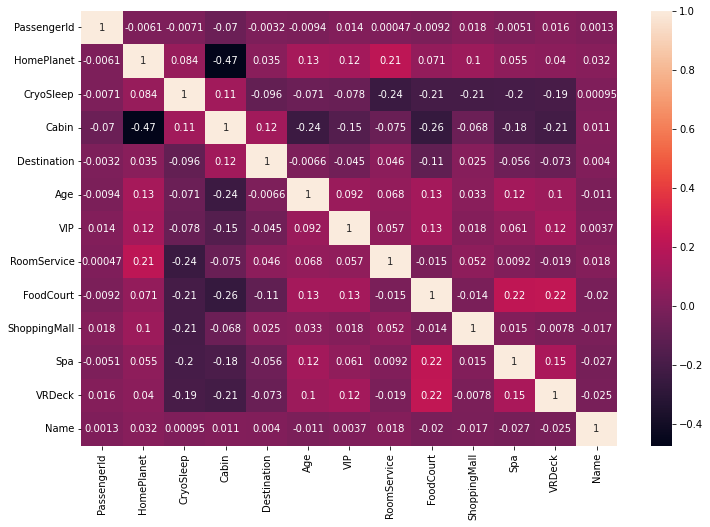 PassengerId 1 -0.0061 -0.0071 -0.07 -0.0032 -0.0094 0.014 0.00047 -0.0092 0.018 -0.0051 0.016 0.0013
HomePlanet -0.0061 1 0.084 -0.47 0.035 0.13 0.12 0.21 0.071 0.1 0.055 0.04 0.032
CryoSleep -0.0071 0.084 1 0.11 -0.096 -0.071 -0.078 -0.24 -0.21 -0.21 -0.2 -0.19 0.00095
Cabin -0.07 -0.47 0.11 1 0.12 -0.24 -0.15 -0.075 -0.26 -0.068 -0.18 -0.21 0.011
Destination -0.0032 0.035 -0.096 0.12 1 -0.0066 -0.045 0.046 -0.11 0.025 -0.056 -0.073 0.004
Age -0.0094 0.13 -0.071 -0.24 -0.0066 1 0.092 0.068 0.13 0.033 0.12 0.1 -0.011
VIP 0.014 0.12 -0.078 -0.15 -0.045 0.092 1 0.057 0.13 0.018 0.061 0.12 0.0037
RoomService 0.00047 0.21 -0.24 -0.075 0.046 0.068 0.057 1 -0.015 0.052 0.0092 -0.019 0.018
FoodCourt -0.0092 0.071 -0.21 -0.26 -0.11 0.13 0.13 -0.015 1 -0.014 0.22 0.22 -0.02
ShoppingMall 0.018 0.1 -0.21 -0.068 0.025 0.033 0.018 0.052 -0.014 1 0.015 -0.0078 -0.017
Spa -0.0051 0.055 -0.2 -0.18 -0.056 0.12 0.061 0.0092 0.22 0.015 1 0.15 -0.027
VRDeck 0.016 0.04 -0.19 -0.21 -0.073 0.1 0.12 -0.019 0.22 -0.0078 0.15 1 -0.025
Name 0.0013 0.032 0.00095 0.011 0.004 -0.011 0.0037 0.018 -0.02 -0.017 -0.027 -0.025 1
PassengerId HomePlanet CryoSleep Cabin Destination Age VIP RoomService FoodCourt ShoppingMall Spa VRDeck Name
1.0
0.8
0.6
0.4
0.2
0.0
−0.2
−0.4